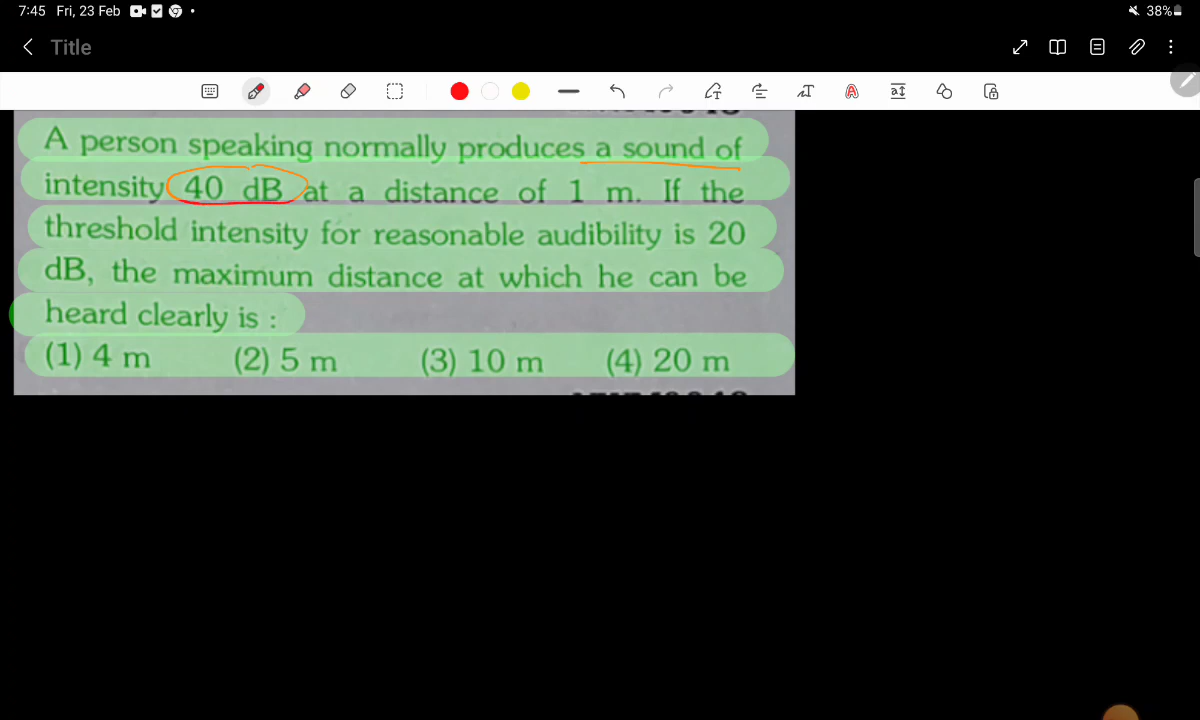 7:45 Fri, 23 Feb
38%
Title
A person speaking normally produces a sound of
intensity 40 dB at a distance of 1 m. If the
threshold intensity for reasonable audibility is 20
dB, the maximum distance at which he can be
heard clearly is :
(1) 4 m (2) 5 m (3) 10 m (4) 20 m